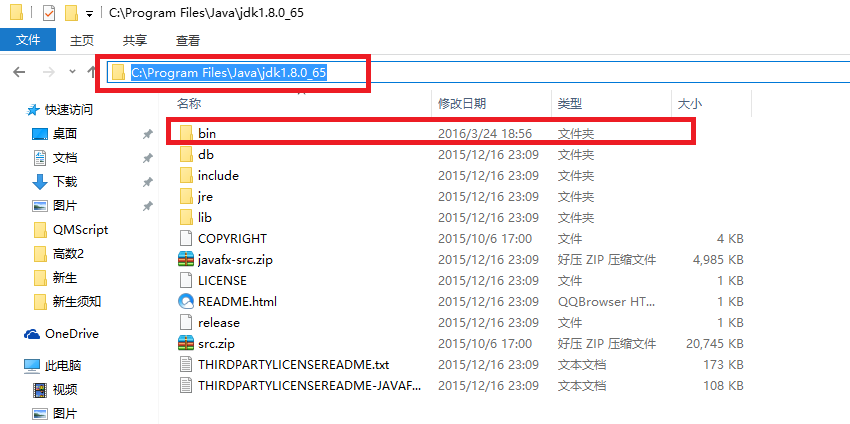 C:\Program Files\Java\jdk1.8.0_65
文件 主页 共享 查看
C:\Program Files\Java\jdk1.8.0_65
快速访问
桌面
文档
下载
图片
QMScript
高数2
新生
新生须知
OneDrive
此电脑
视频
图片
名称 修改日期 类型 大小
bin 2016/3/24 18:56 文件夹
db 2015/12/16 23:09 文件夹
include 2015/12/16 23:09 文件夹
jre 2015/12/16 23:09 文件夹
lib 2015/12/16 23:09 文件夹
COPYRIGHT 2015/10/6 17:00 文件 4 KB
javafx-src.zip 2015/12/16 23:09 好压 ZIP 压缩文件 4,985 KB
LICENSE 2015/12/16 23:09 文件 1 KB
README.html 2015/12/16 23:09 QQBrowser HT... 1 KB
release 2015/12/16 23:09 文件 1 KB
src.zip 2015/10/6 17:00 好压 ZIP 压缩文件 20,745 KB
THIRDPARTYLICENSEREADME.txt 2015/12/16 23:09 文本文档 173 KB
THIRDPARTYLICENSEREADME-JAVAF... 2015/12/16 23:09 文本文档 108 KB